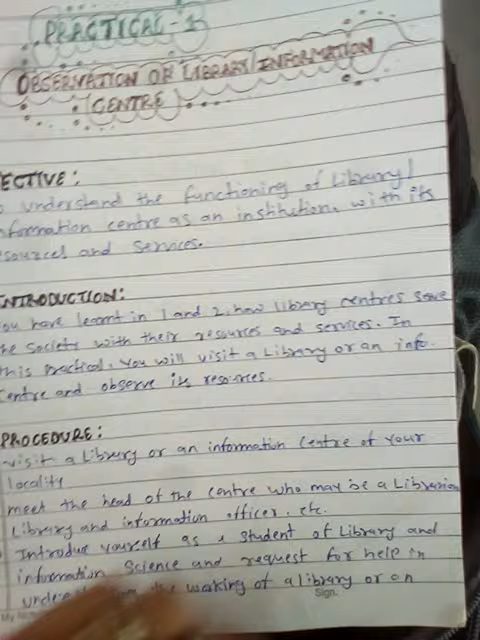 PRACTICAL-1
OBSERVATION OF LIBRARY/INFORMATION
CENTRE
ECTIVE:
o understand the functioning of Library/
nformation centre as an institution, with its
sources and Services.
INTRODUCTION:
You have learnt in 1 and 2, how library centres serve
the society with their resources and services. In
this Practical, you will visit a Library or an info.
Centre and observe its resources.
PROCEDURE:
visit a Library or an information Centre of your
locality
meet the head of the centre who may be a Librarian
Library and information officer, etc.
Introduce yourself as a student of Library and
information Science and request for help in
the working of a library or an
Sign.